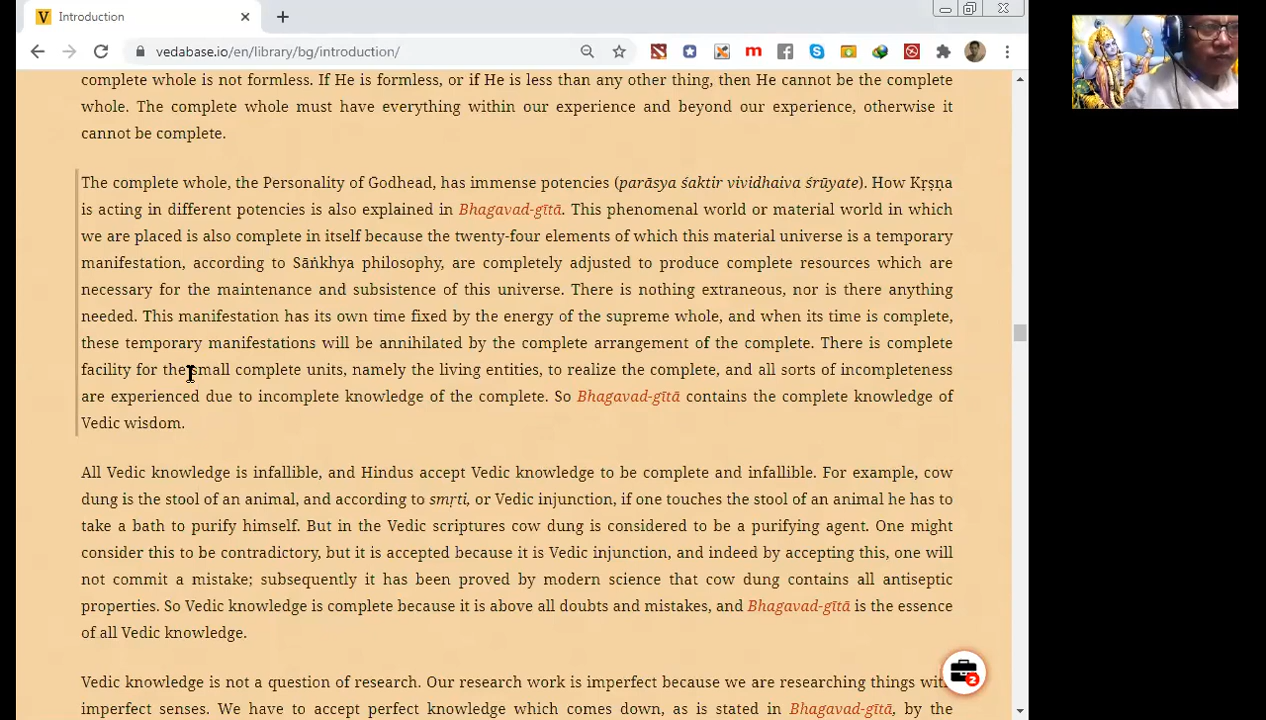 Introduction
vedabase.io/en/library/bg/introduction/
complete whole is not formless. If He is formless, or if He is less than any other thing, then He cannot be the complete
whole. The complete whole must have everything within our experience and beyond our experience, otherwise it
cannot be complete.
The complete whole, the Personality of Godhead, has immense potencies (parāsya śaktir vividhaiva śrūyate). How Kṛṣṇa
is acting in different potencies is also explained in Bhagavad-gītā. This phenomenal world or material world in which
we are placed is also complete in itself because the twenty-four elements of which this material universe is a temporary
manifestation, according to Sāṅkhya philosophy, are completely adjusted to produce complete resources which are
necessary for the maintenance and subsistence of this universe. There is nothing extraneous, nor is there anything
needed. This manifestation has its own time fixed by the energy of the supreme whole, and when its time is complete,
these temporary manifestations will be annihilated by the complete arrangement of the complete. There is complete
facility for the small complete units, namely the living entities, to realize the complete, and all sorts of incompleteness
are experienced due to incomplete knowledge of the complete. So Bhagavad-gītā contains the complete knowledge of
Vedic wisdom.
All Vedic knowledge is infallible, and Hindus accept Vedic knowledge to be complete and infallible. For example, cow
dung is the stool of an animal, and according to smṛti, or Vedic injunction, if one touches the stool of an animal he has to
take a bath to purify himself. But in the Vedic scriptures cow dung is considered to be a purifying agent. One might
consider this to be contradictory, but it is accepted because it is Vedic injunction, and indeed by accepting this, one will
not commit a mistake; subsequently it has been proved by modern science that cow dung contains all antiseptic
properties. So Vedic knowledge is complete because it is above all doubts and mistakes, and Bhagavad-gītā is the essence
of all Vedic knowledge.
2
Vedic knowledge is not a question of research. Our research work is imperfect because we are researching things with
imperfect senses. We have to accept perfect knowledge which comes down, as is stated in Bhagavad-gītā, by the